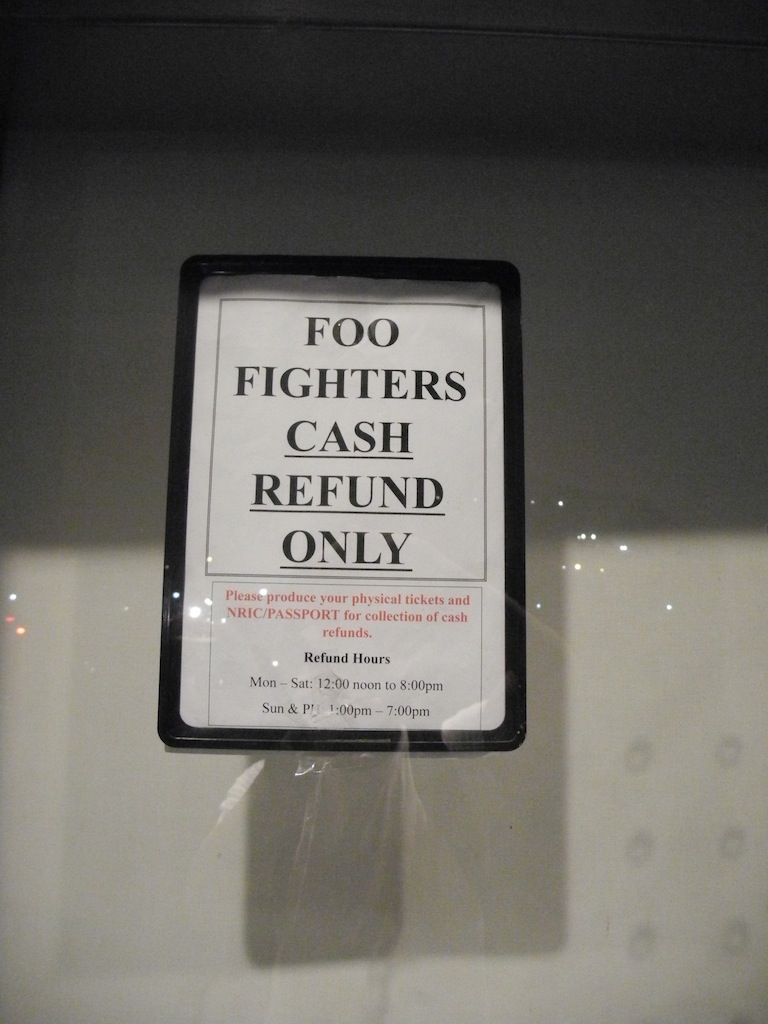 FOO
FIGHTERS
CASH
REFUND
ONLY
Please produce your physical tickets and
NRIC/PASSPORT for collection of cash
refunds.
Refund Hours
Mon – Sat: 12:00 noon to 8:00pm
Sun & PH 1:00pm – 7:00pm